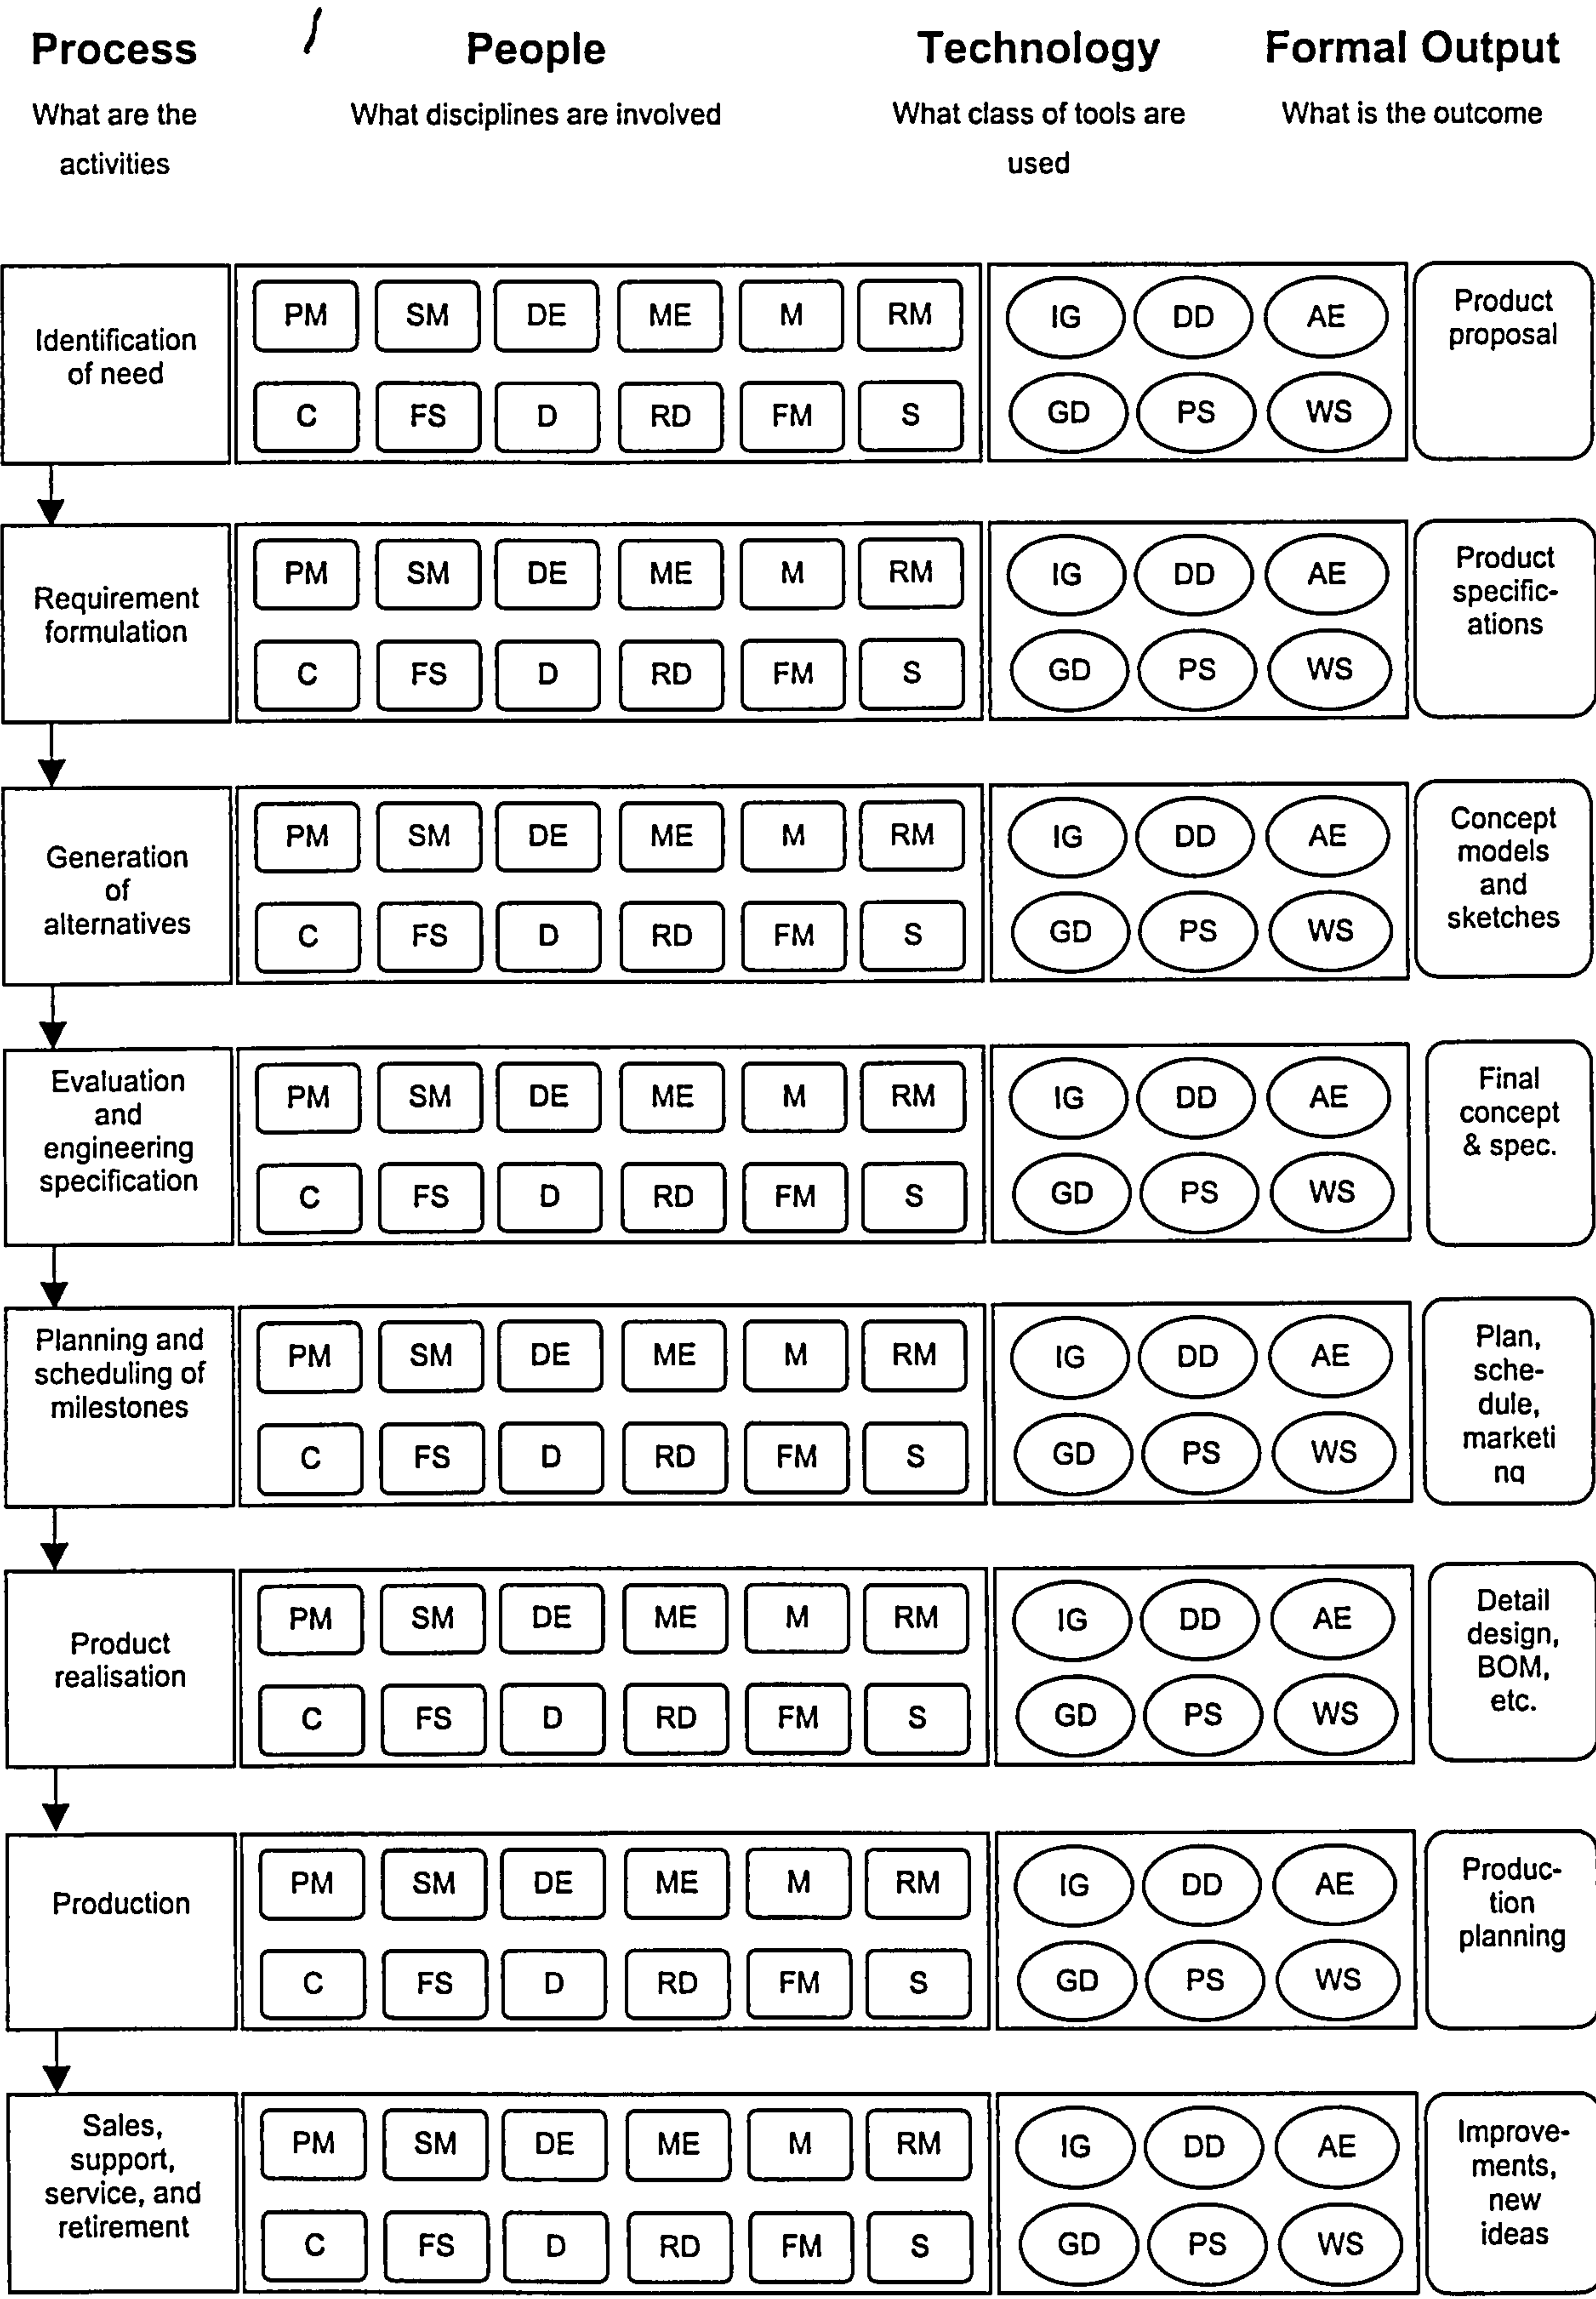 Process
People
Technology
Formal Output
What are the
activities
What disciplines are involved
What class of tools are
used
What is the outcome
Identification
of need
PM SM DE ME M RM
C FS D RD FM S
IG DD AE
GD PS WS
Product
proposal
Requirement
formulation
PM SM DE ME M RM
C FS D RD FM S
IG DD AE
GD PS WS
Product
specific-
ations
Generation
of
alternatives
PM SM DE ME M RM
C FS D RD FM S
IG DD AE
GD PS WS
Concept
models
and
sketches
Evaluation
and
engineering
specification
PM SM DE ME M RM
C FS D RD FM S
IG DD AE
GD PS WS
Final
concept
& spec.
Planning and
scheduling of
milestones
PM SM DE ME M RM
C FS D RD FM S
IG DD AE
GD PS WS
Plan,
sche-
dule,
marketi
ng
Product
realisation
PM SM DE ME M RM
C FS D RD FM S
IG DD AE
GD PS WS
Detail
design,
BOM,
etc.
Production
PM SM DE ME M RM
C FS D RD FM S
IG DD AE
GD PS WS
Produc-
tion
planning
Sales,
support,
service, and
retirement
PM SM DE ME M RM
C FS D RD FM S
IG DD AE
GD PS WS
Improve-
ments,
new
ideas